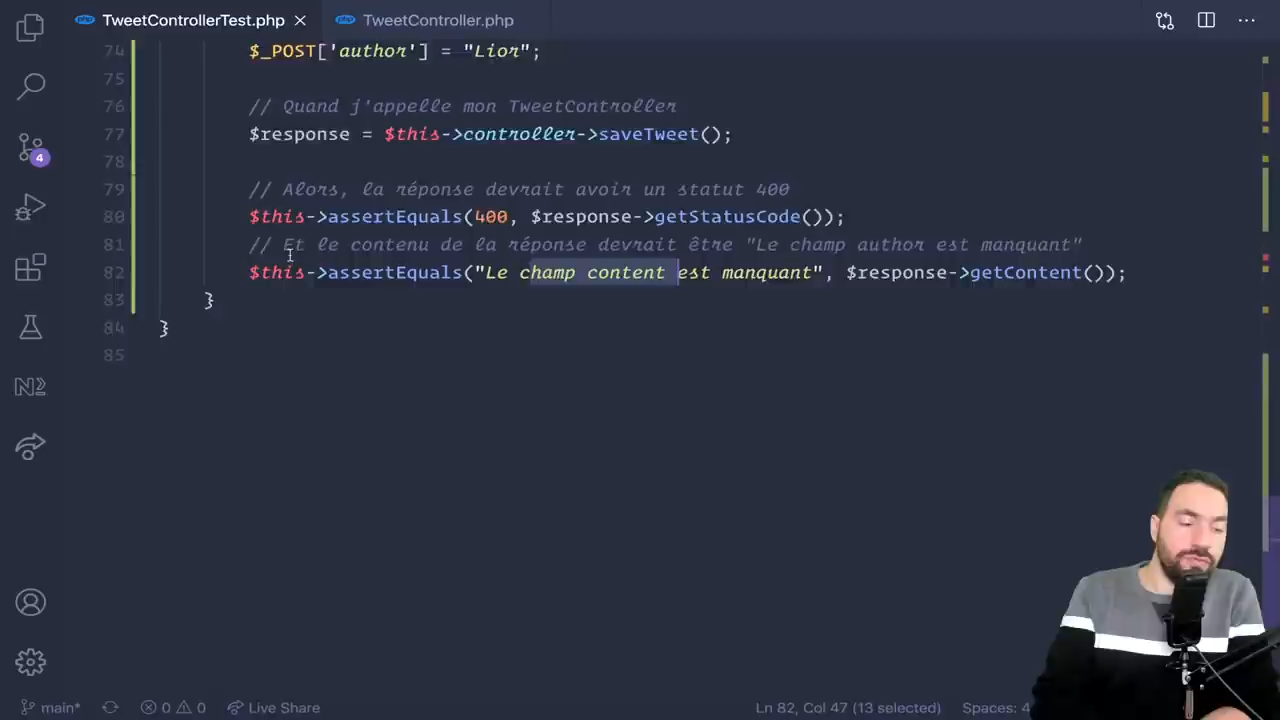 php TweetControllerTest.php
php TweetController.php
74 $_POST['author'] = "Lior";
75
76 // Quand j'appelle mon TweetController
77 $response = $this->controller->saveTweet();
78
79 // Alors, la réponse devrait avoir un statut 400
80 $this->assertEquals(400, $response->getStatusCode());
81 // Et le contenu de la réponse devrait être "Le champ author est manquant"
82 $this->assertEquals("Le champ content est manquant", $response->getContent());
83 }
84 }
85
4
main* 0 0 Live Share Ln 82, Col 47 (13 selected) Spaces: 4